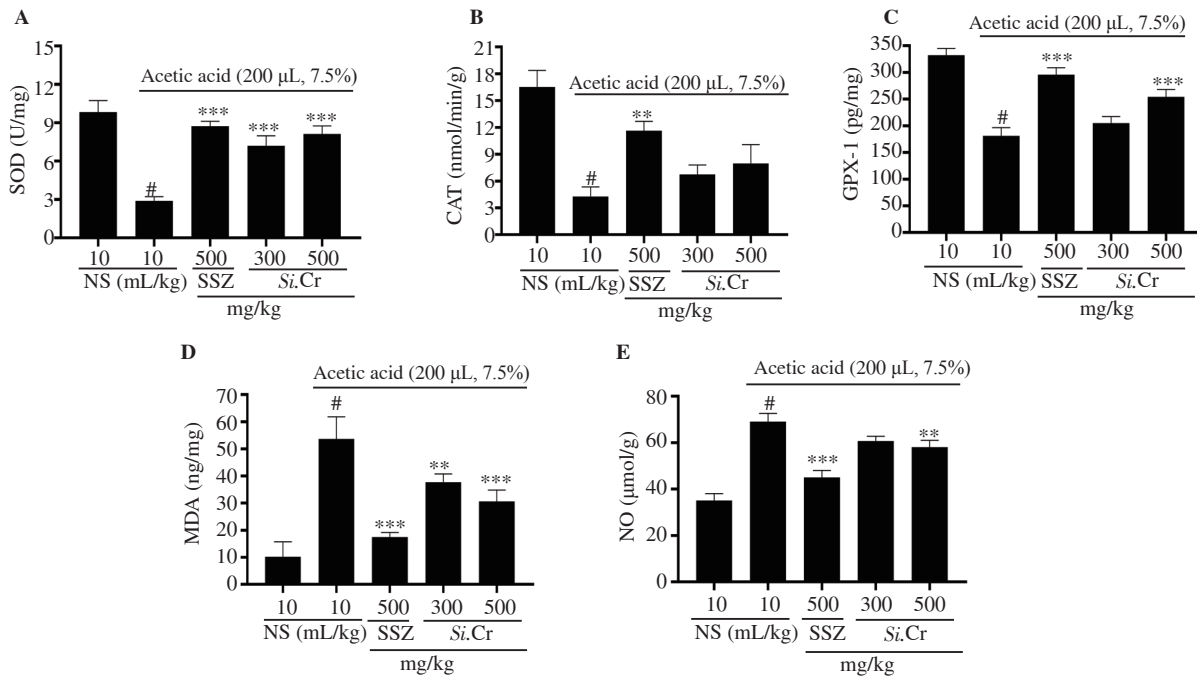 A
Acetic acid (200 µL, 7.5%)
SOD (U/mg)
15
12
9
6
3
0
# *** *** ***
10 10 500 300 500
NS (mL/kg) SSZ Si.Cr
mg/kg
B
Acetic acid (200 µL, 7.5%)
CAT (nmol/min/g)
21
18
15
12
9
6
3
0
# **
10 10 500 300 500
NS (mL/kg) SSZ Si.Cr
mg/kg
C
Acetic acid (200 µL, 7.5%)
GPX-1 (pg/mg)
350
300
250
200
150
100
50
0
# *** ***
10 10 500 300 500
NS (mL/kg) SSZ Si.Cr
mg/kg
D
Acetic acid (200 µL, 7.5%)
MDA (ng/mg)
70
60
50
40
30
20
10
0
# *** ** ***
10 10 500 300 500
NS (mL/kg) SSZ Si.Cr
mg/kg
E
Acetic acid (200 µL, 7.5%)
NO (µmol/g)
80
60
40
20
0
# *** **
10 10 500 300 500
NS (mL/kg) SSZ Si.Cr
mg/kg